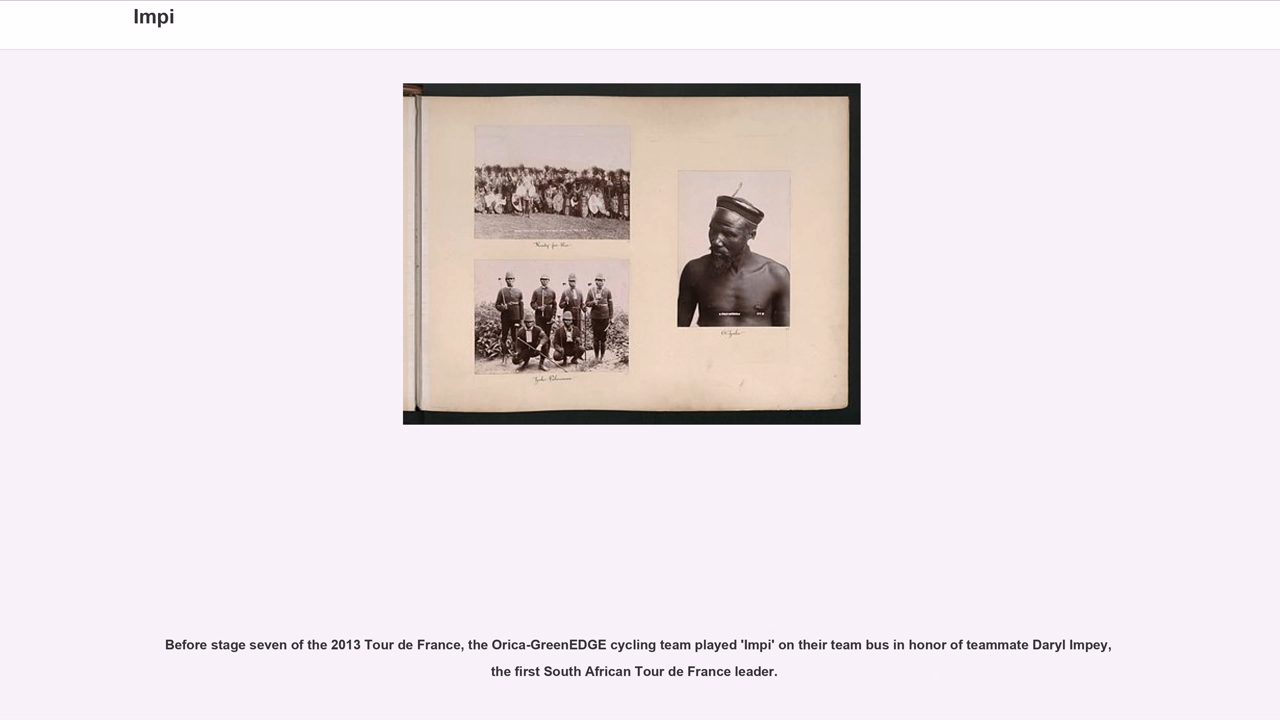 Impi
Before stage seven of the 2013 Tour de France, the Orica-GreenEDGE cycling team played 'Impi' on their team bus in honor of teammate Daryl Impey,
the first South African Tour de France leader.